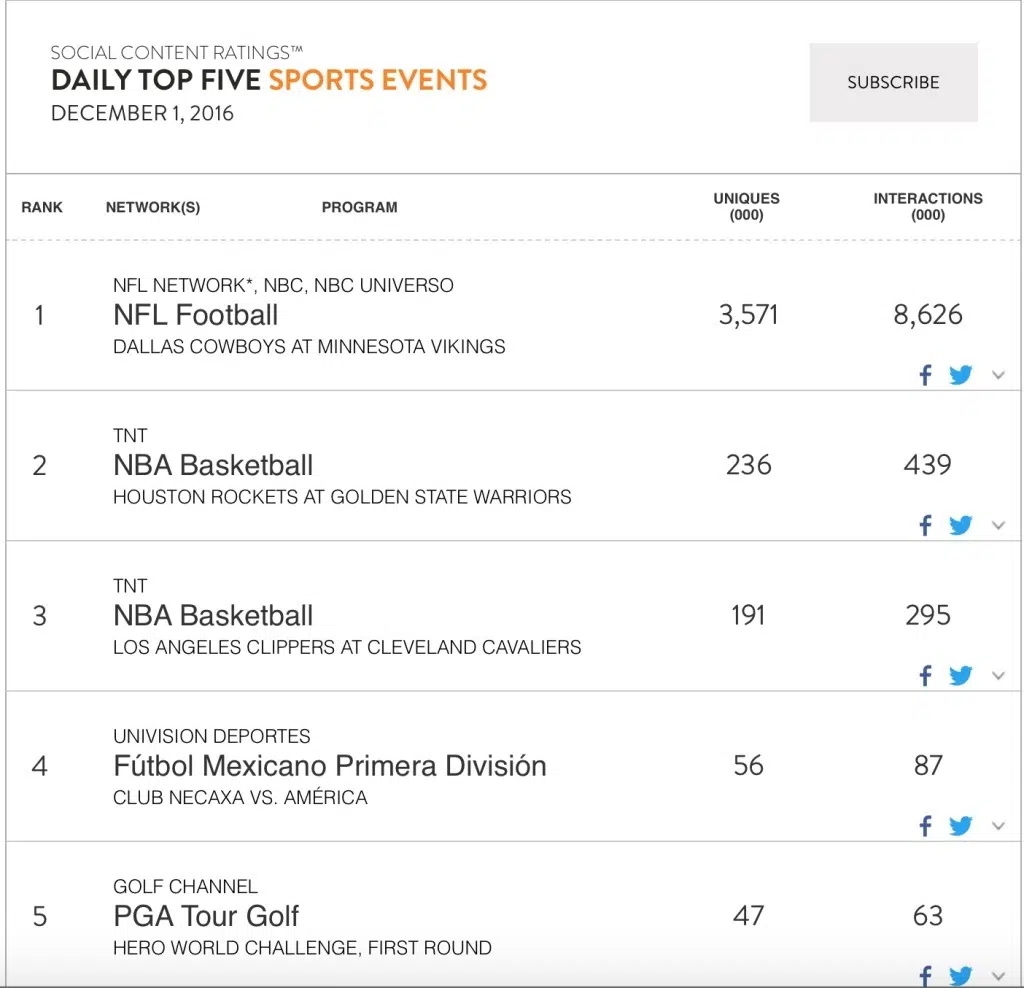 SOCIAL CONTENT RATINGS™
DAILY TOP FIVE SPORTS EVENTS
DECEMBER 1, 2016
SUBSCRIBE
RANK NETWORK(S) PROGRAM UNIQUES (000) INTERACTIONS (000)
NFL NETWORK*, NBC, NBC UNIVERSO
1 NFL Football 3,571 8,626
DALLAS COWBOYS AT MINNESOTA VIKINGS
TNT
2 NBA Basketball 236 439
HOUSTON ROCKETS AT GOLDEN STATE WARRIORS
TNT
3 NBA Basketball 191 295
LOS ANGELES CLIPPERS AT CLEVELAND CAVALIERS
UNIVISION DEPORTES
4 Fútbol Mexicano Primera División 56 87
CLUB NECAXA VS. AMÉRICA
GOLF CHANNEL
5 PGA Tour Golf 47 63
HERO WORLD CHALLENGE, FIRST ROUND